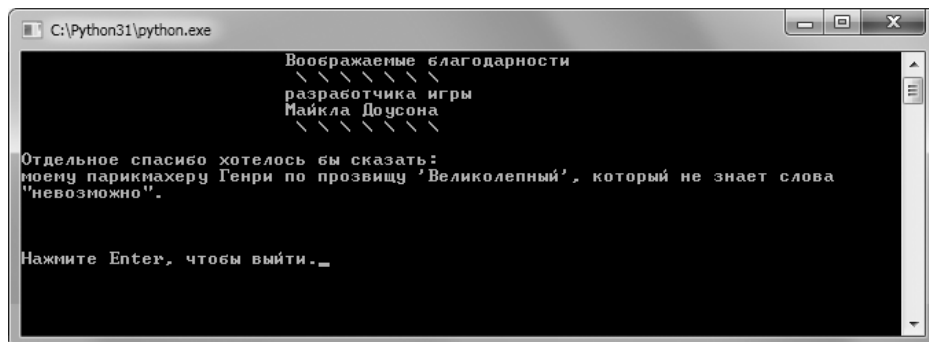 C:\Python31\python.exe
Воображаемые благодарности
\ \ \ \ \ \ \
разработчика игры
Майкла Доусона
\ \ \ \ \ \ \
Отдельное спасибо хотелось бы сказать:
моему парикмахеру Генри по прозвищу 'Великолепный', который не знает слова
"невозможно".
Нажмите Enter, чтобы выйти._